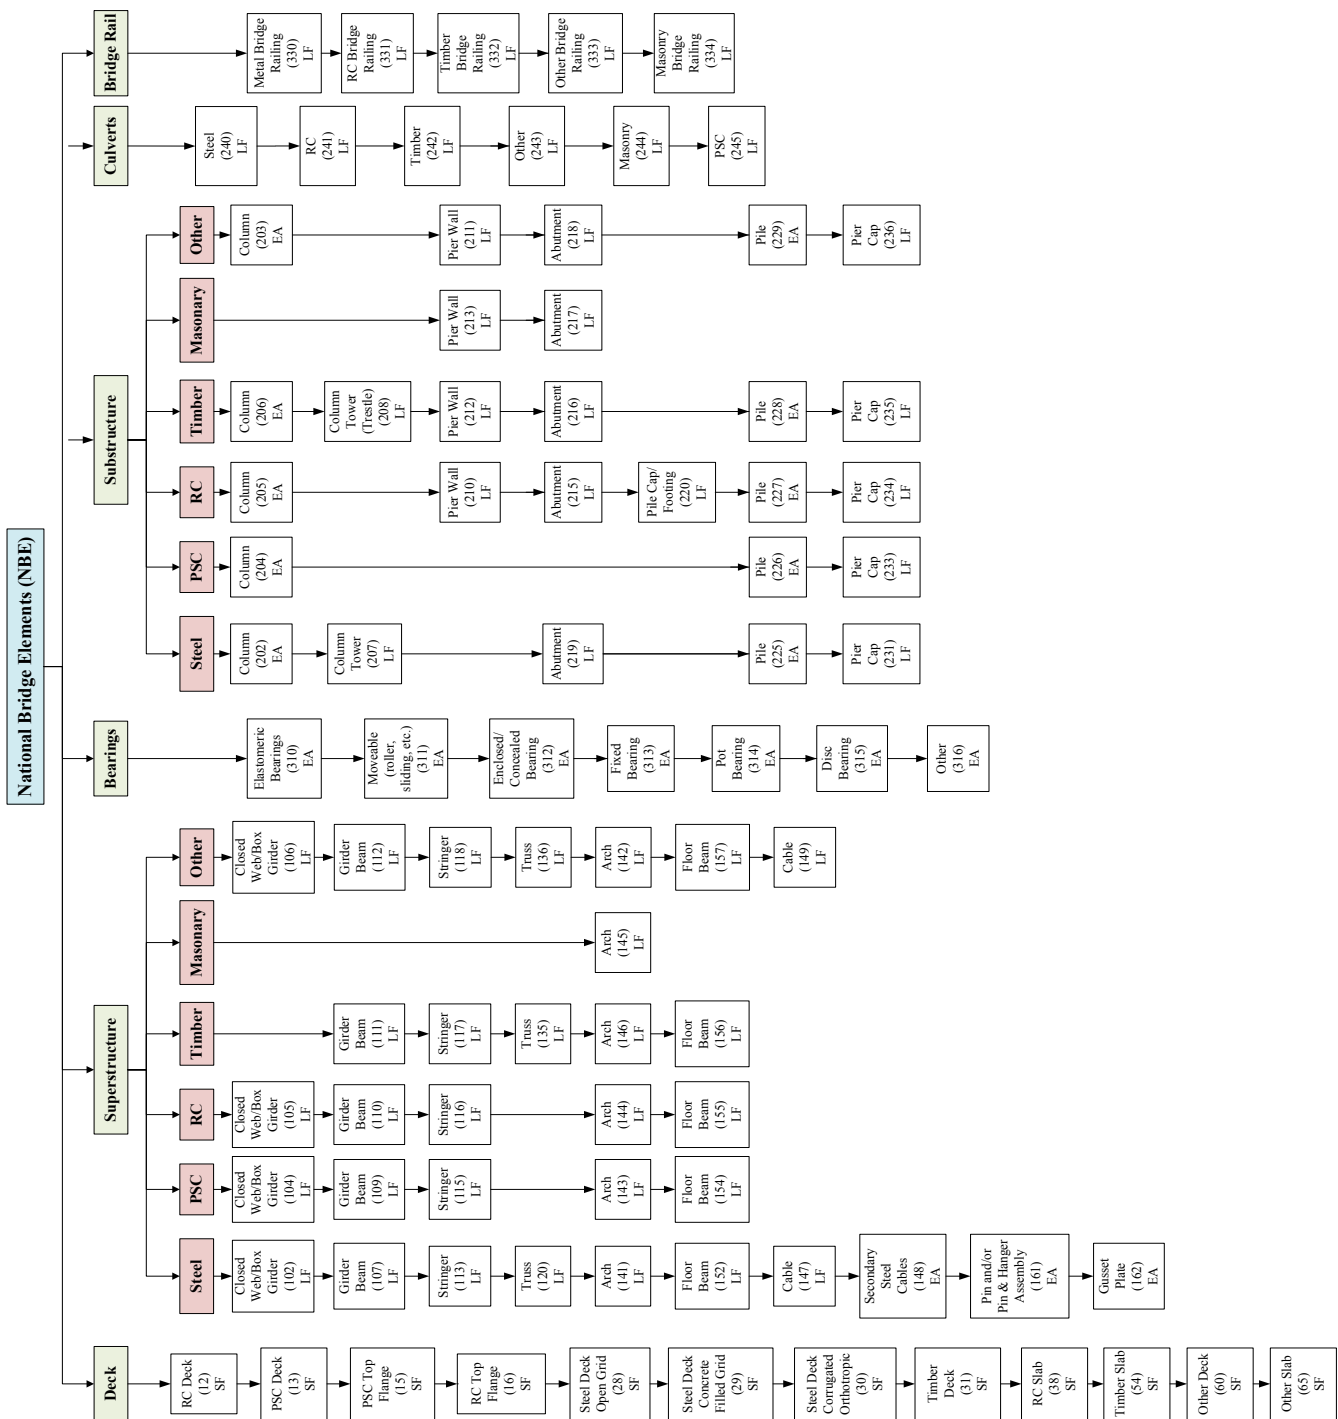 National Bridge Elements (NBE)
Deck
RC Deck
(12)
SF
PSC Deck
(13)
SF
PSC Top
Flange
(15)
SF
RC Top
Flange
(16)
SF
Steel Deck
Open Grid
(28)
SF
Steel Deck
Concrete
Filled Grid
(29)
SF
Steel Deck
Corrugated
Orthotropic
(30)
SF
Timber
Deck
(31)
SF
RC Slab
(38)
SF
Timber Slab
(54)
SF
Other Deck
(60)
SF
Other Slab
(65)
SF
Superstructure
Steel
Closed
Web/Box
Girder
(102)
LF
Girder
Beam
(107)
LF
Stringer
(113)
LF
Truss
(120)
LF
Arch
(141)
LF
Floor
Beam
(152)
LF
Cable
(147)
LF
Secondary
Steel
Cables
(148)
EA
Pin and/or
Pin & Hanger
Assembly
(161)
EA
Gusset
Plate
(162)
EA
PSC
Closed
Web/Box
Girder
(104)
LF
Girder
Beam
(109)
LF
Stringer
(115)
LF
Arch
(143)
LF
Floor
Beam
(154)
LF
RC
Closed
Web/Box
Girder
(105)
LF
Girder
Beam
(110)
LF
Stringer
(116)
LF
Arch
(144)
LF
Floor
Beam
(155)
LF
Timber
Girder
Beam
(111)
LF
Stringer
(117)
LF
Truss
(135)
LF
Arch
(146)
LF
Floor
Beam
(156)
LF
Masonary
Arch
(145)
LF
Other
Closed
Web/Box
Girder
(106)
LF
Girder
Beam
(112)
LF
Stringer
(118)
LF
Truss
(136)
LF
Arch
(142)
LF
Floor
Beam
(157)
LF
Cable
(149)
LF
Bearings
Elastomeric
Bearings
(310)
EA
Moveable
(roller,
sliding, etc.)
(311)
EA
Enclosed/
Concealed
Bearing
(312)
EA
Fixed
Bearing
(313)
EA
Pot
Bearing
(314)
EA
Disc
Bearing
(315)
EA
Other
(316)
EA
Substructure
Steel
Column
(202)
EA
Column
Tower
(207)
LF
Abutment
(219)
LF
Pile
(225)
EA
Pier
Cap
(231)
LF
PSC
Column
(204)
EA
Pile
(226)
EA
Pier
Cap
(233)
LF
RC
Column
(205)
EA
Pier Wall
(210)
LF
Abutment
(215)
LF
Pile Cap/
Footing
(220)
LF
Pile
(227)
EA
Pier
Cap
(234)
LF
Timber
Column
(206)
EA
Column
Tower
(Trestle)
(208)
LF
Pier Wall
(212)
LF
Abutment
(216)
LF
Pile
(228)
EA
Pier
Cap
(235)
LF
Masonary
Pier Wall
(213)
LF
Abutment
(217)
LF
Other
Column
(203)
EA
Pier Wall
(211)
LF
Abutment
(218)
LF
Pile
(229)
EA
Pier
Cap
(236)
LF
Culverts
Steel
(240)
LF
RC
(241)
LF
Timber
(242)
LF
Other
(243)
LF
Masonry
(244)
LF
PSC
(245)
LF
Bridge Rail
Metal Bridge
Railing
(330)
LF
RC Bridge
Railing
(331)
LF
Timber
Bridge
Railing
(332)
LF
Other Bridge
Railing
(333)
LF
Masonry
Bridge
Railing
(334)
LF